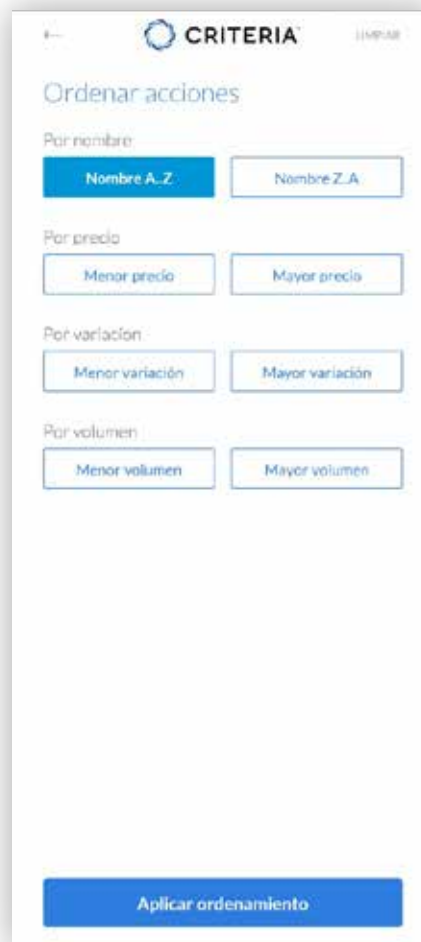 ← CRITERIA LIMPIAR
Ordenar acciones
Por nombre
Nombre A..Z Nombre Z..A
Por precio
Menor precio Mayor precio
Por variacion
Menor variación Mayor variación
Por volumen
Menor volumen Mayor volumen
Aplicar ordenamiento